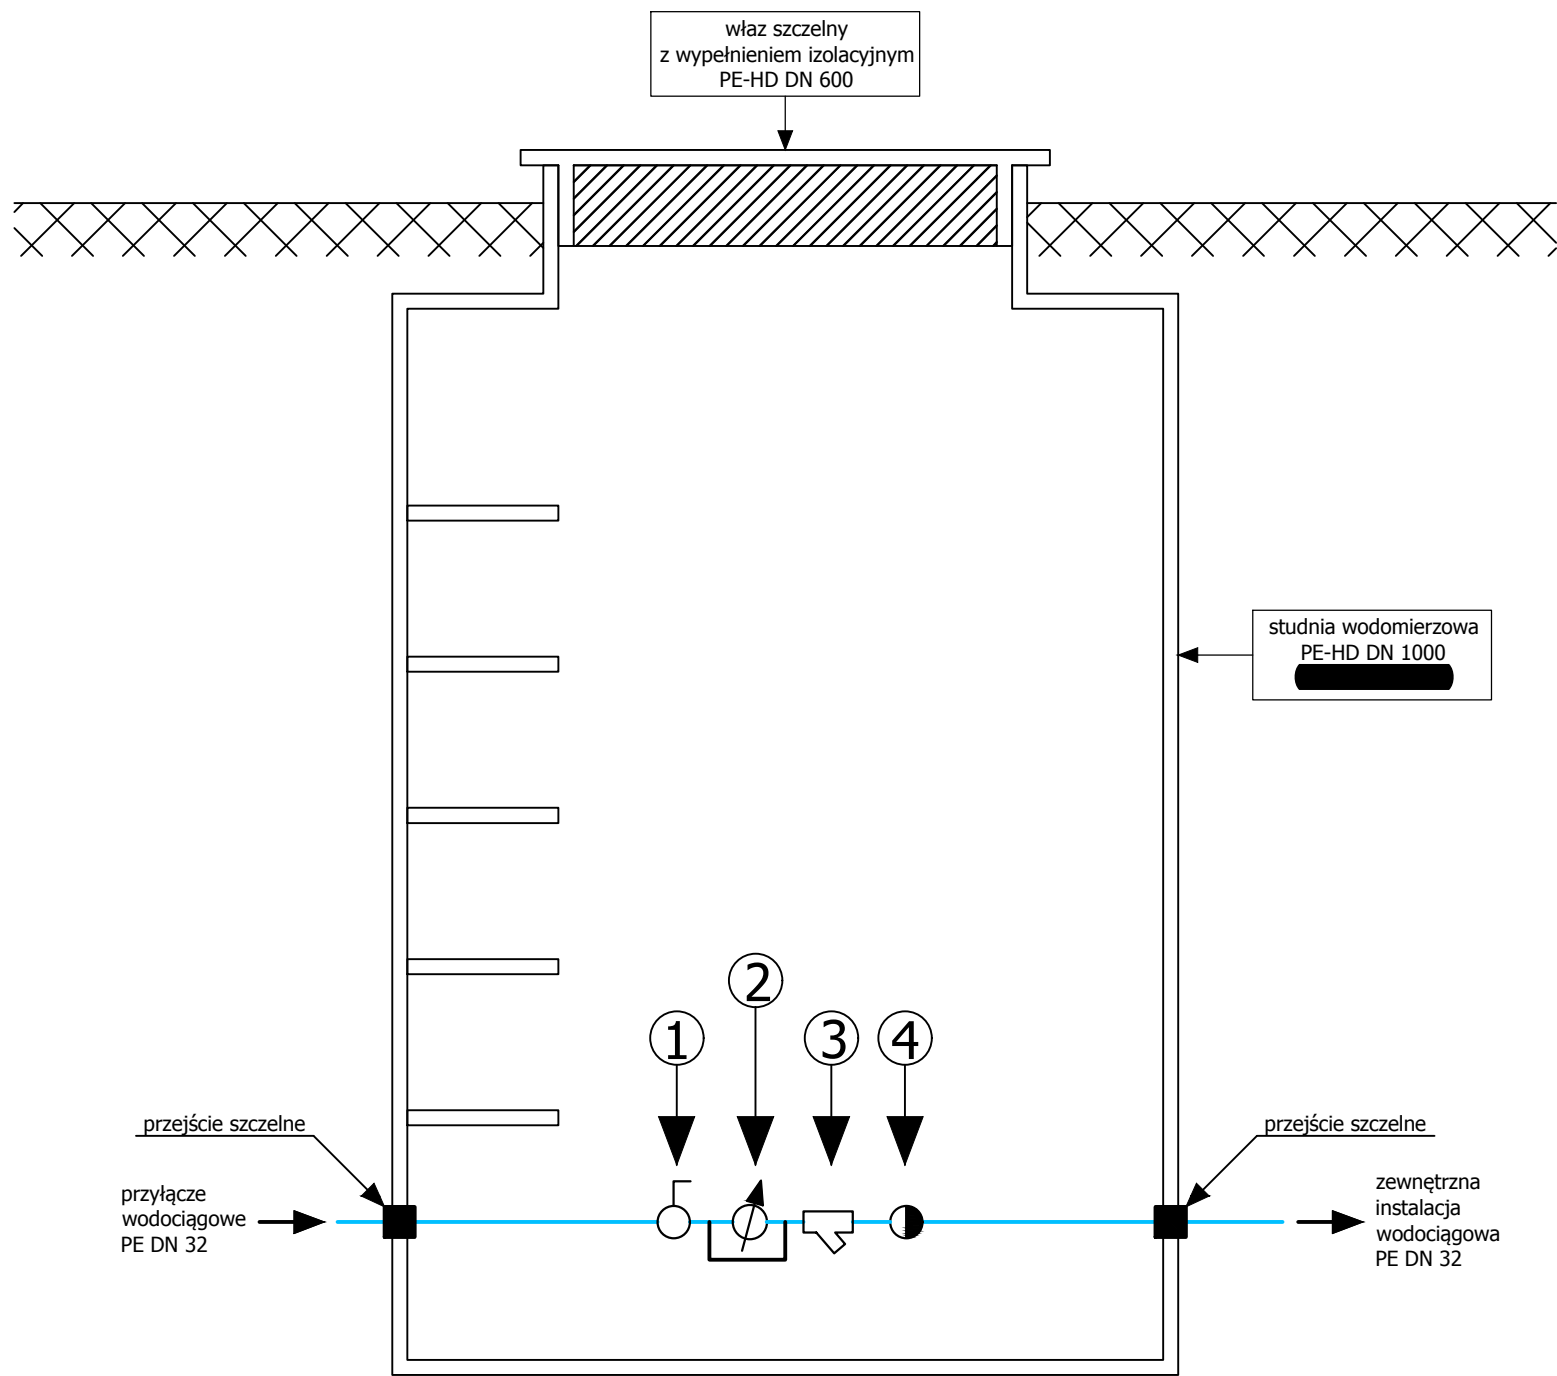 właz szczelny
z wypełnieniem izolacyjnym
PE-HD DN 600
studnia wodomierzowa
PE-HD DN 1000
2
1
3
4
przejście szczelne
przejście szczelne
przyłącze
wodociągowe
PE DN 32
zewnętrzna
instalacja
wodociągowa
PE DN 32